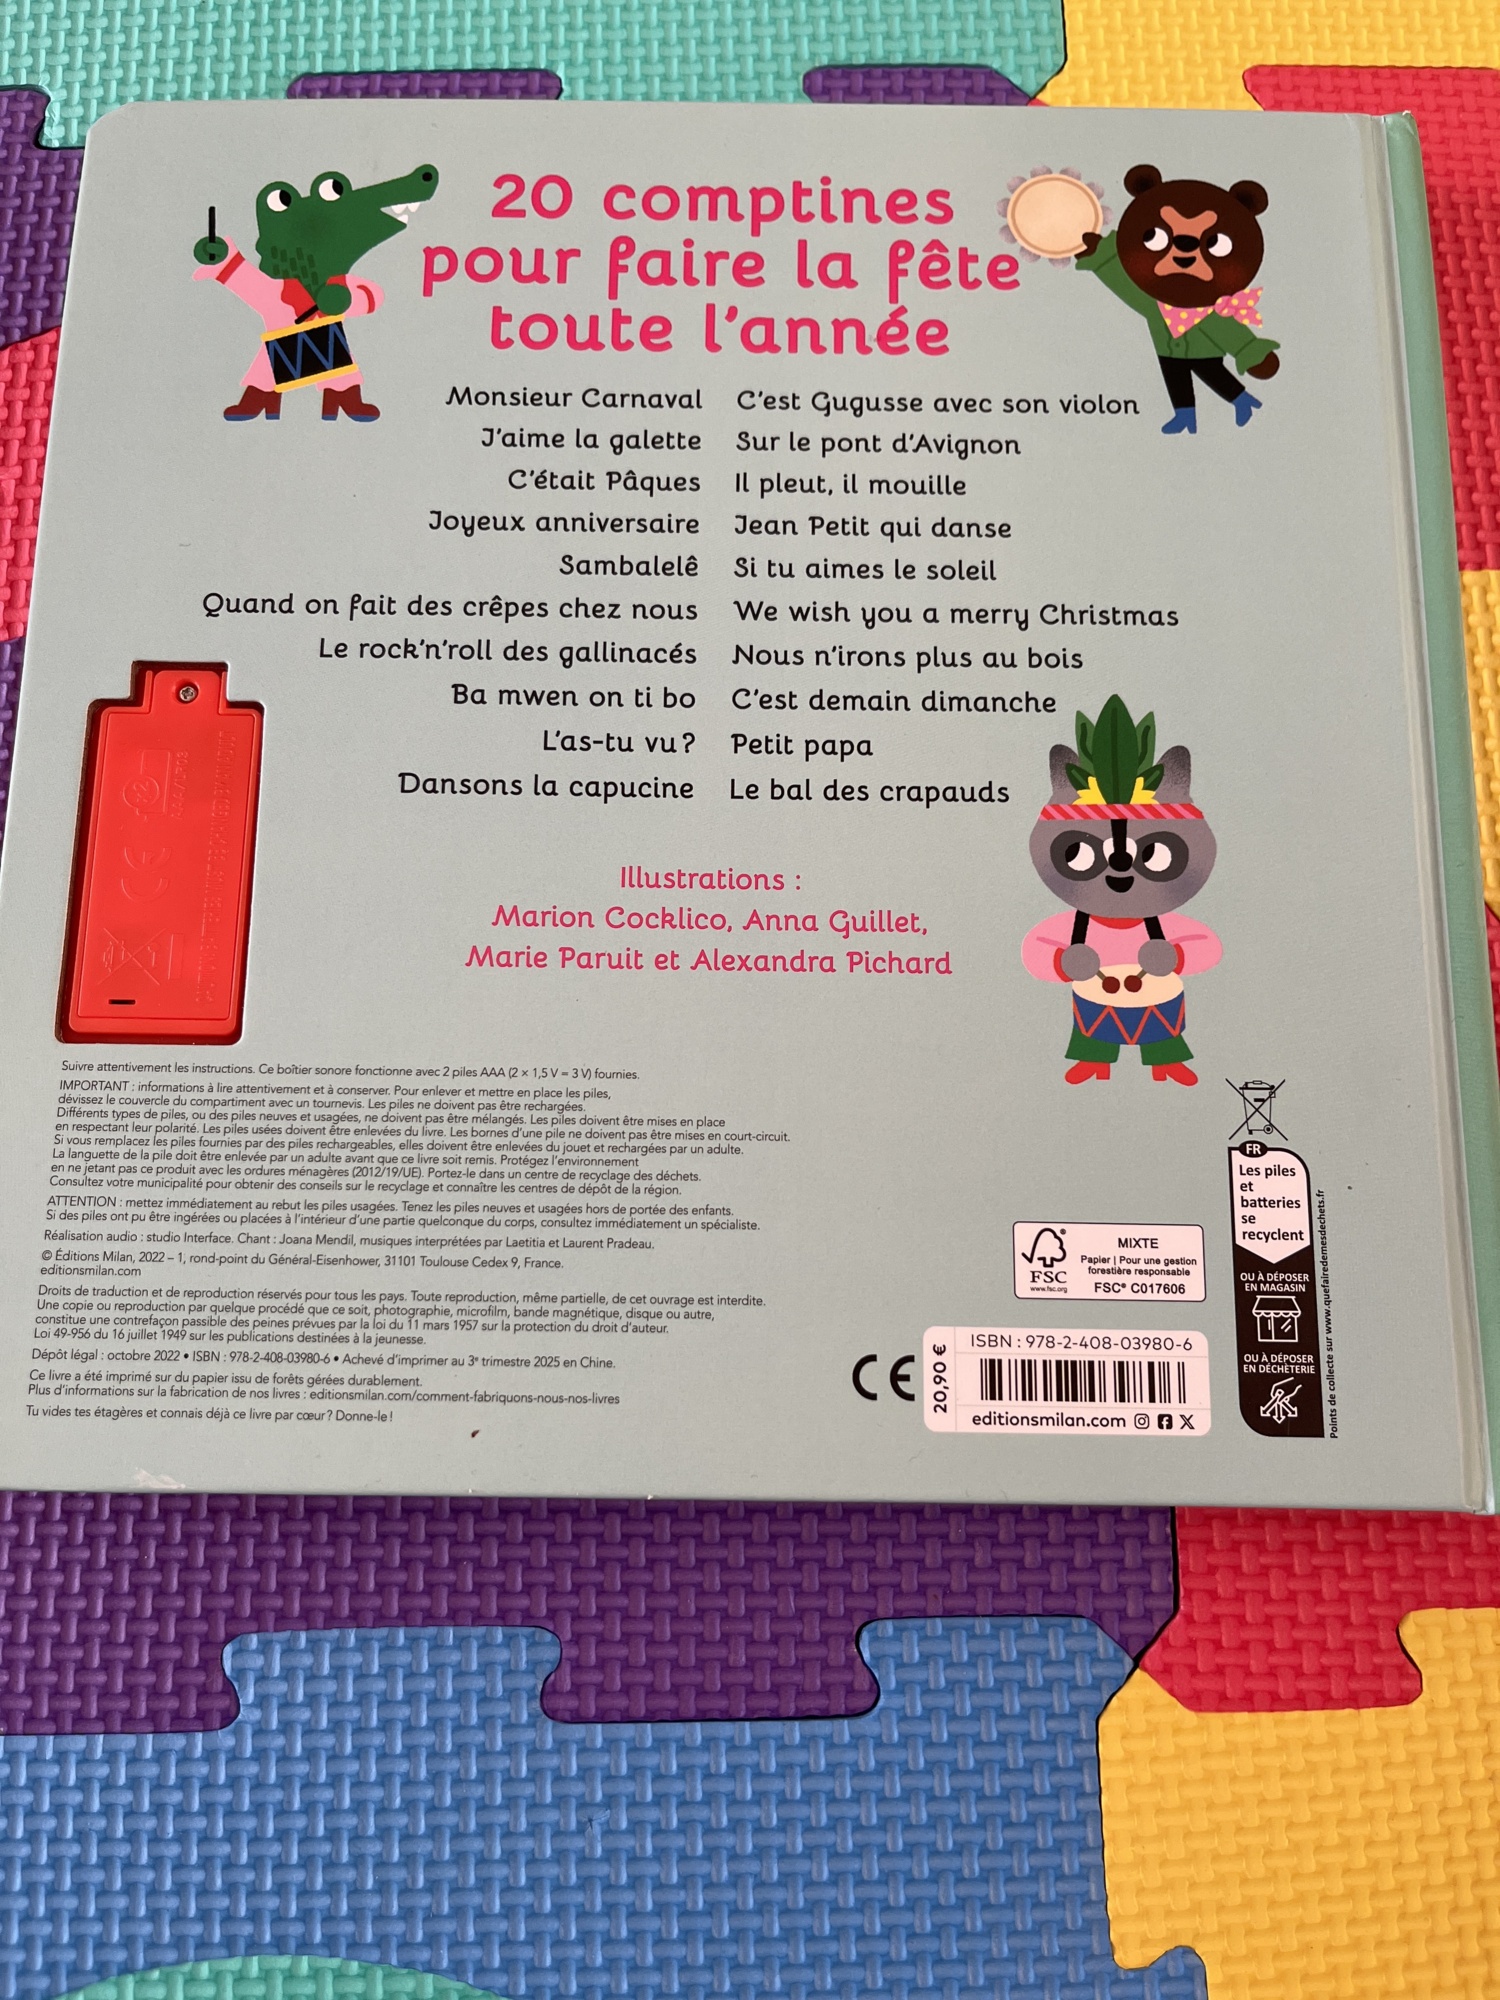 20 comptines
pour faire la fête
toute l'année
Monsieur Carnaval
J'aime la galette
C'était Pâques
Joyeux anniversaire
Sambalelê
Quand on fait des crêpes chez nous
Le rock'n'roll des gallinacés
Ba mwen on ti bo
L'as-tu vu ?
Dansons la capucine
C'est Gugusse avec son violon
Sur le pont d'Avignon
Il pleut, il mouille
Jean Petit qui danse
Si tu aimes le soleil
We wish you a merry Christmas
Nous n'irons plus au bois
C'est demain dimanche
Petit papa
Le bal des crapauds
Illustrations :
Marion Cocklico, Anna Guillet,
Marie Paruit et Alexandra Pichard
Suivre attentivement les instructions. Ce boîtier sonore fonctionne avec 2 piles AAA (2 × 1,5 V = 3 V) fournies.
IMPORTANT : informations à lire attentivement et à conserver. Pour enlever et mettre en place les piles,
dévissez le couvercle du compartiment avec un tournevis. Les piles ne doivent pas être rechargées.
Différents types de piles, ou des piles neuves et usagées, ne doivent pas être mélangés. Les piles doivent être mises en place
en respectant leur polarité. Les piles usées doivent être enlevées du livre. Les bornes d'une pile ne doivent pas être mises en court-circuit.
Si vous remplacez les piles fournies par des piles rechargeables, elles doivent être enlevées du jouet et rechargées par un adulte.
La languette de la pile doit être enlevée par un adulte avant que ce livre soit remis. Protégez l'environnement
en ne jetant pas ce produit avec les ordures ménagères (2012/19/UE). Portez-le dans un centre de recyclage des déchets.
Consultez votre municipalité pour obtenir des conseils sur le recyclage et connaître les centres de dépôt de la région.
ATTENTION : mettez immédiatement au rebut les piles usagées. Tenez les piles neuves et usagées hors de portée des enfants.
Si des piles ont pu être ingérées ou placées à l'intérieur d'une partie quelconque du corps, consultez immédiatement un spécialiste.
Réalisation audio : studio Interface. Chant : Joana Mendil, musiques interprétées par Laetitia et Laurent Pradeau.
© Éditions Milan, 2022 – 1, rond-point du Général-Eisenhower, 31101 Toulouse Cedex 9, France.
editionsmilan.com
Droits de traduction et de reproduction réservés pour tous les pays. Toute reproduction, même partielle, de cet ouvrage est interdite.
Une copie ou reproduction par quelque procédé que ce soit, photographie, microfilm, bande magnétique, disque ou autre,
constitue une contrefaçon passible des peines prévues par la loi du 11 mars 1957 sur la protection du droit d'auteur.
Loi 49-956 du 16 juillet 1949 sur les publications destinées à la jeunesse.
Dépôt légal : octobre 2022 • ISBN : 978-2-408-03980-6 • Achevé d'imprimer au 3e trimestre 2025 en Chine.
Ce livre a été imprimé sur du papier issu de forêts gérées durablement.
Plus d'informations sur la fabrication de nos livres : editionsmilan.com/comment-fabriquons-nous-nos-livres
Tu vides tes étagères et connais déjà ce livre par cœur ? Donne-le !
CE
20,90 €
ISBN : 978-2-408-03980-6
editionsmilan.com
FSC
www.fsc.org
MIXTE
Papier | Pour une gestion
forestière responsable
FSC® C017606
FR
Les piles
et
batteries
se
recyclent
OU À DÉPOSER
EN MAGASIN
OU À DÉPOSER
EN DÉCHÈTERIE
Points de collecte sur www.quefairedemesdechets.fr